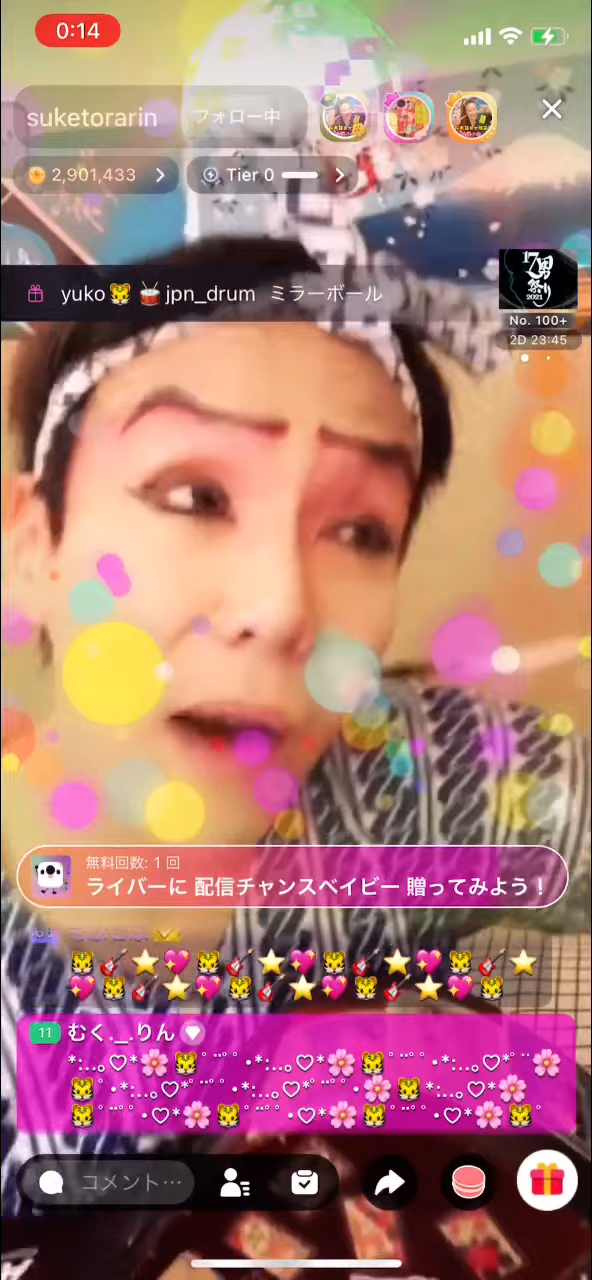 0:14
suketorarin フォロー中
2,901,433 Tier 0
yuko🐯🥁jpn_drum ミラーボール
17
男祭り
2021
No. 100+
2D 23:45
無料回数: 1 回
ライバーに 配信チャンスベイビー 贈ってみよう！
🐯🎸⭐💖🐯🎸⭐💖🐯🎸⭐💖🐯🎸⭐
💖🐯🎸⭐💖🐯🎸⭐💖🐯🎸⭐💖🐯
11 むく._.りん
*:..。♡*🌸🐯ﾟ¨ﾟﾟ・*:..。♡*🌸🐯ﾟ¨ﾟﾟ・*:..。♡*ﾟ¨🌸
🐯ﾟ・*:..。♡*ﾟ¨ﾟﾟ・*:..。♡*ﾟ¨ﾟﾟ・🌸🐯*:..。♡*🌸
🐯ﾟ¨ﾟﾟ・♡*🌸🐯ﾟ¨ﾟﾟ・♡*🌸🐯ﾟ¨ﾟﾟ・♡*🌸🐯ﾟ
コメント…